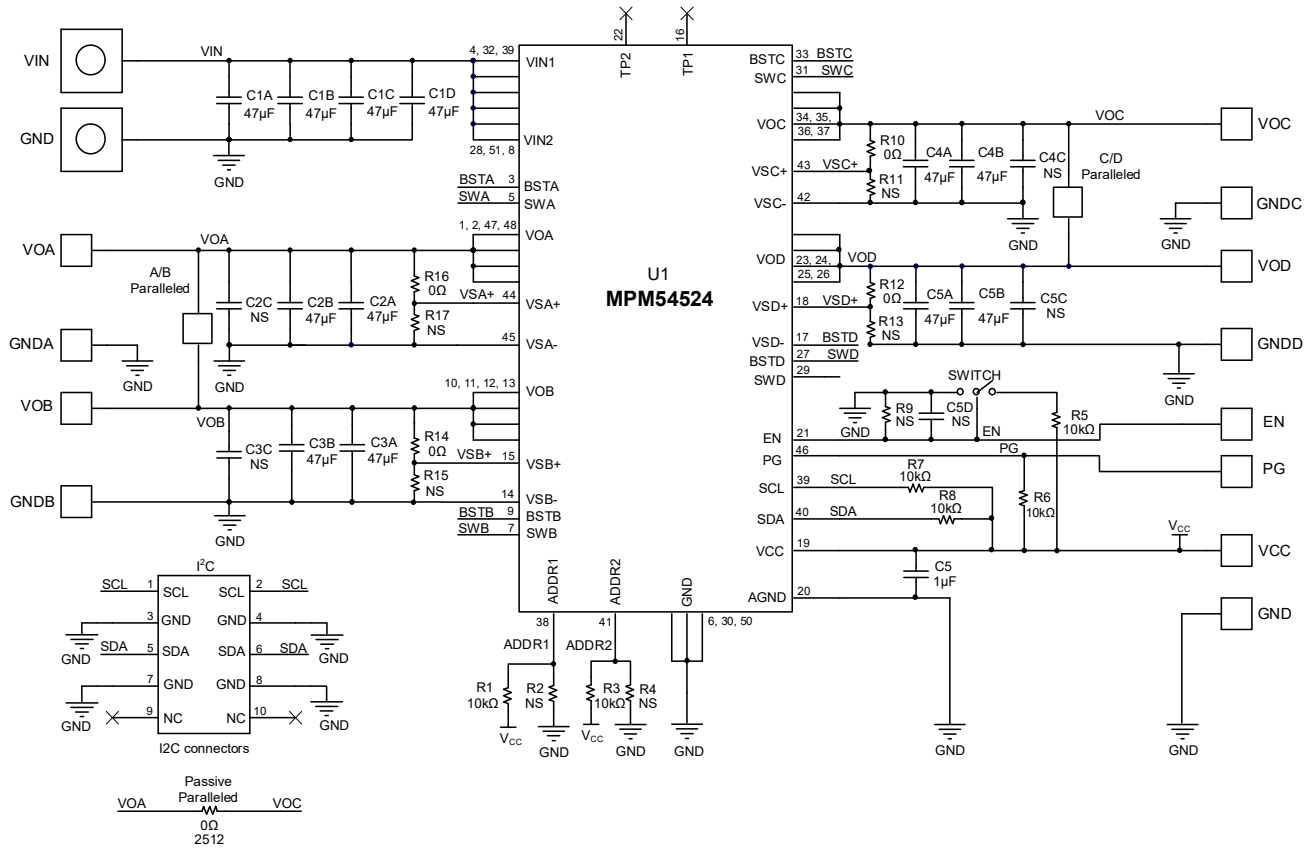 VIN
GND
VIN
C1A
47µF
C1B
47µF
C1C
47µF
C1D
47µF
GND
4, 32, 39
VIN1
VIN2
28, 51, 8
BSTA 3
BSTA
SWA 5
SWA
1, 2, 47, 48
VOA
VOA
VOA
A/B
Paralleled
C2C
NS
C2B
47µF
C2A
47µF
R16
0Ω
VSA+ 44
VSA+
R17
NS
45
VSA-
GNDA
GND
GND
VOB
VOB
10, 11, 12, 13
VOB
C3C
NS
C3B
47µF
C3A
47µF
R14
0Ω
VSB+ 15
VSB+
R15
NS
14
VSB-
GNDB
GND
BSTB 9
BSTB
SWB 7
SWB
22
TP2
16
TP1
U1
MPM54524
BSTC
33 BSTC
SWC
31 SWC
VOC
34, 35,
36, 37
VOC
VOC
R10
0Ω
C4A
47µF
C4B
47µF
C4C
NS
C/D
Paralleled
VSC+
43 VSC+
R11
NS
VSC-
42
GND
GNDC
GND
VOD
23, 24,
25, 26
VOD
VOD
R12
0Ω
C5A
47µF
C5B
47µF
C5C
NS
VSD+
18 VSD+
R13
NS
VSD-
17 BSTD
BSTD
27 SWD
SWD
29
GNDD
GND
SWITCH
GND
R9
NS
C5D
NS
R5
10kΩ
EN
21
EN
EN
PG
46
PG
PG
SCL
39 SCL
R7
10kΩ
R8
10kΩ
R6
10kΩ
SDA
40 SDA
VCC
19
VCC
VCC
C5
1µF
AGND
20
GND
GND
GND
ADDR1
ADDR2
GND
38
41
6, 30, 50
ADDR1
ADDR2
R1
10kΩ
R2
NS
R3
10kΩ
R4
NS
VCC
GND
VCC
GND
GND
I²C
SCL 1 SCL
SCL 2 SCL
3 GND
GND 4
GND
GND
SDA 5 SDA
SDA 6 SDA
7 GND
GND 8
GND
GND
9 NC
NC 10
I2C connectors
Passive
Paralleled
VOA
VOC
0Ω
2512